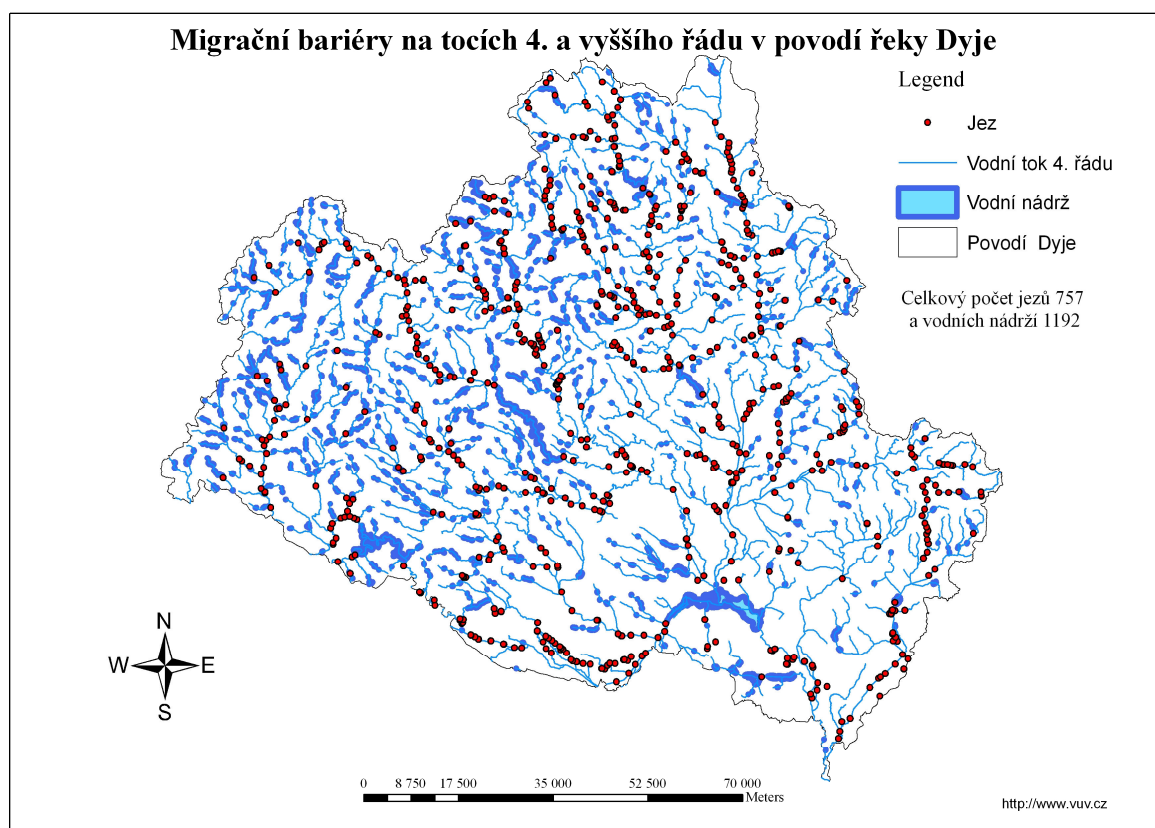 Migrační bariéry na tocích 4. a vyššího řádu v povodí řeky Dyje
Legend
Jez
Vodní tok 4. řádu
Vodní nádrž
Povodí Dyje
Celkový počet jezů 757
a vodních nádrží 1192
N
W E
S
0 8 750 17 500 35 000 52 500 70 000
Meters
http://www.vuv.cz